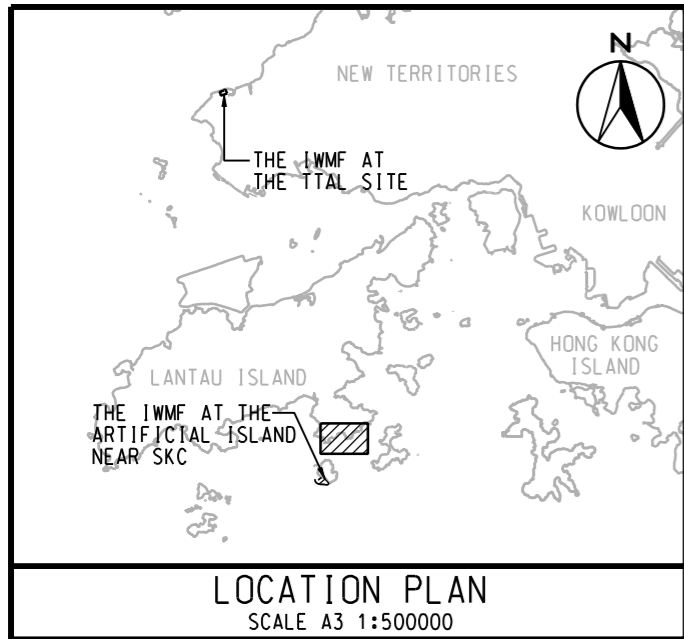 N
NEW TERRITORIES
THE IWMF AT
THE TTAL SITE
KOWLOON
HONG KONG
ISLAND
LANTAU ISLAND
THE IWMF AT THE
ARTIFICIAL ISLAND
NEAR SKC
LOCATION PLAN
SCALE A3 1:500000